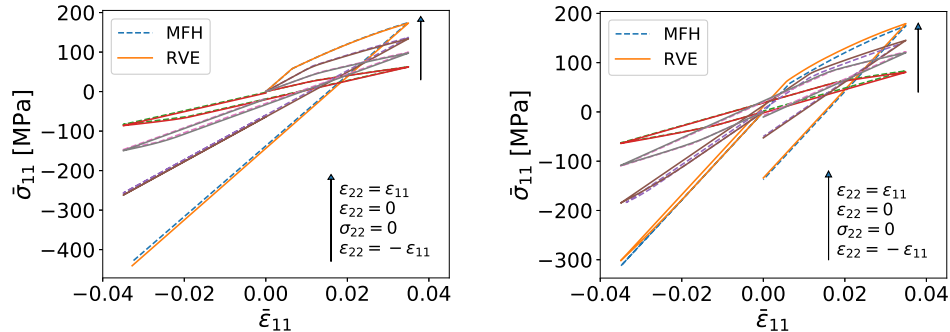 200
100
0
−100
−200
−300
−400
σ̄₁₁ [MPa]
MFH
RVE
ε₂₂ = ε₁₁
ε₂₂ = 0
σ₂₂ = 0
ε₂₂ = −ε₁₁
−0.04 −0.02 0.00 0.02 0.04
ε̄₁₁
200
100
0
−100
−200
−300
σ̄₁₁ [MPa]
MFH
RVE
ε₂₂ = ε₁₁
ε₂₂ = 0
σ₂₂ = 0
ε₂₂ = −ε₁₁
−0.04 −0.02 0.00 0.02 0.04
ε̄₁₁